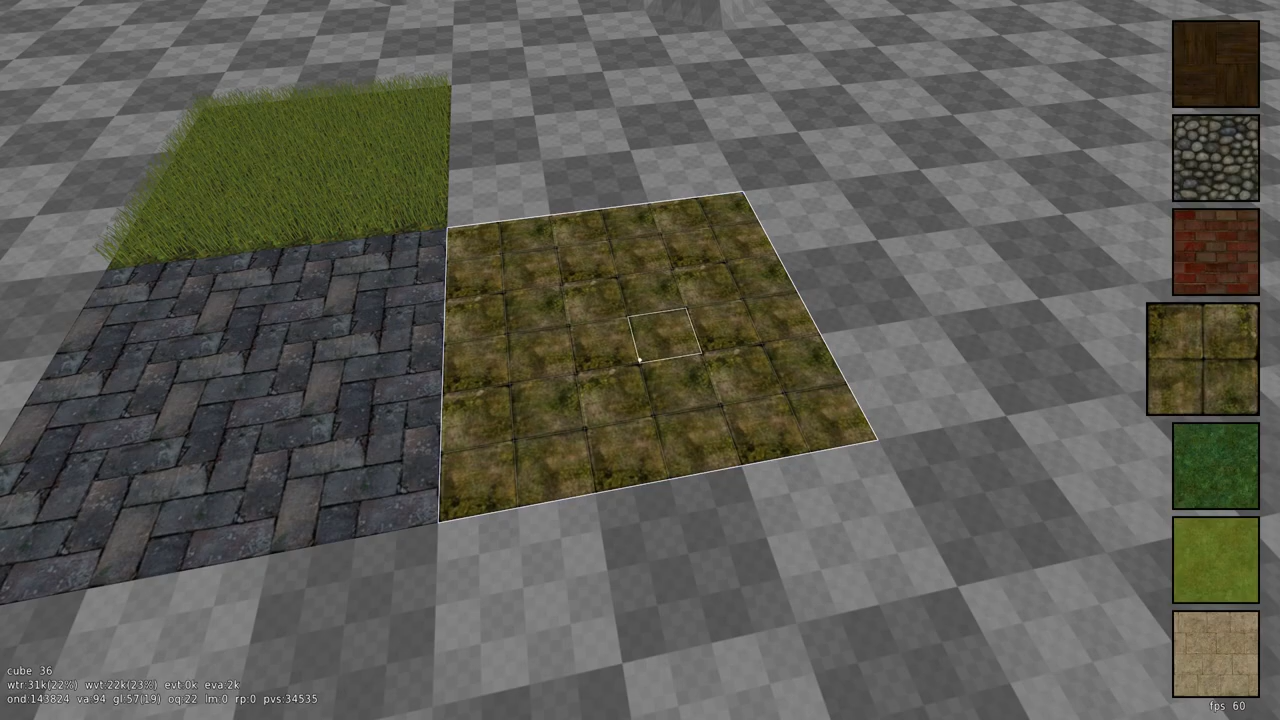 cube 36
wtr:31k(22%) wvt:22k(23%) evt:0k eva:2k
ond:143824 va:94 gl:57(19) oq:22 lm:0 rp:0 pvs:34535
fps 60